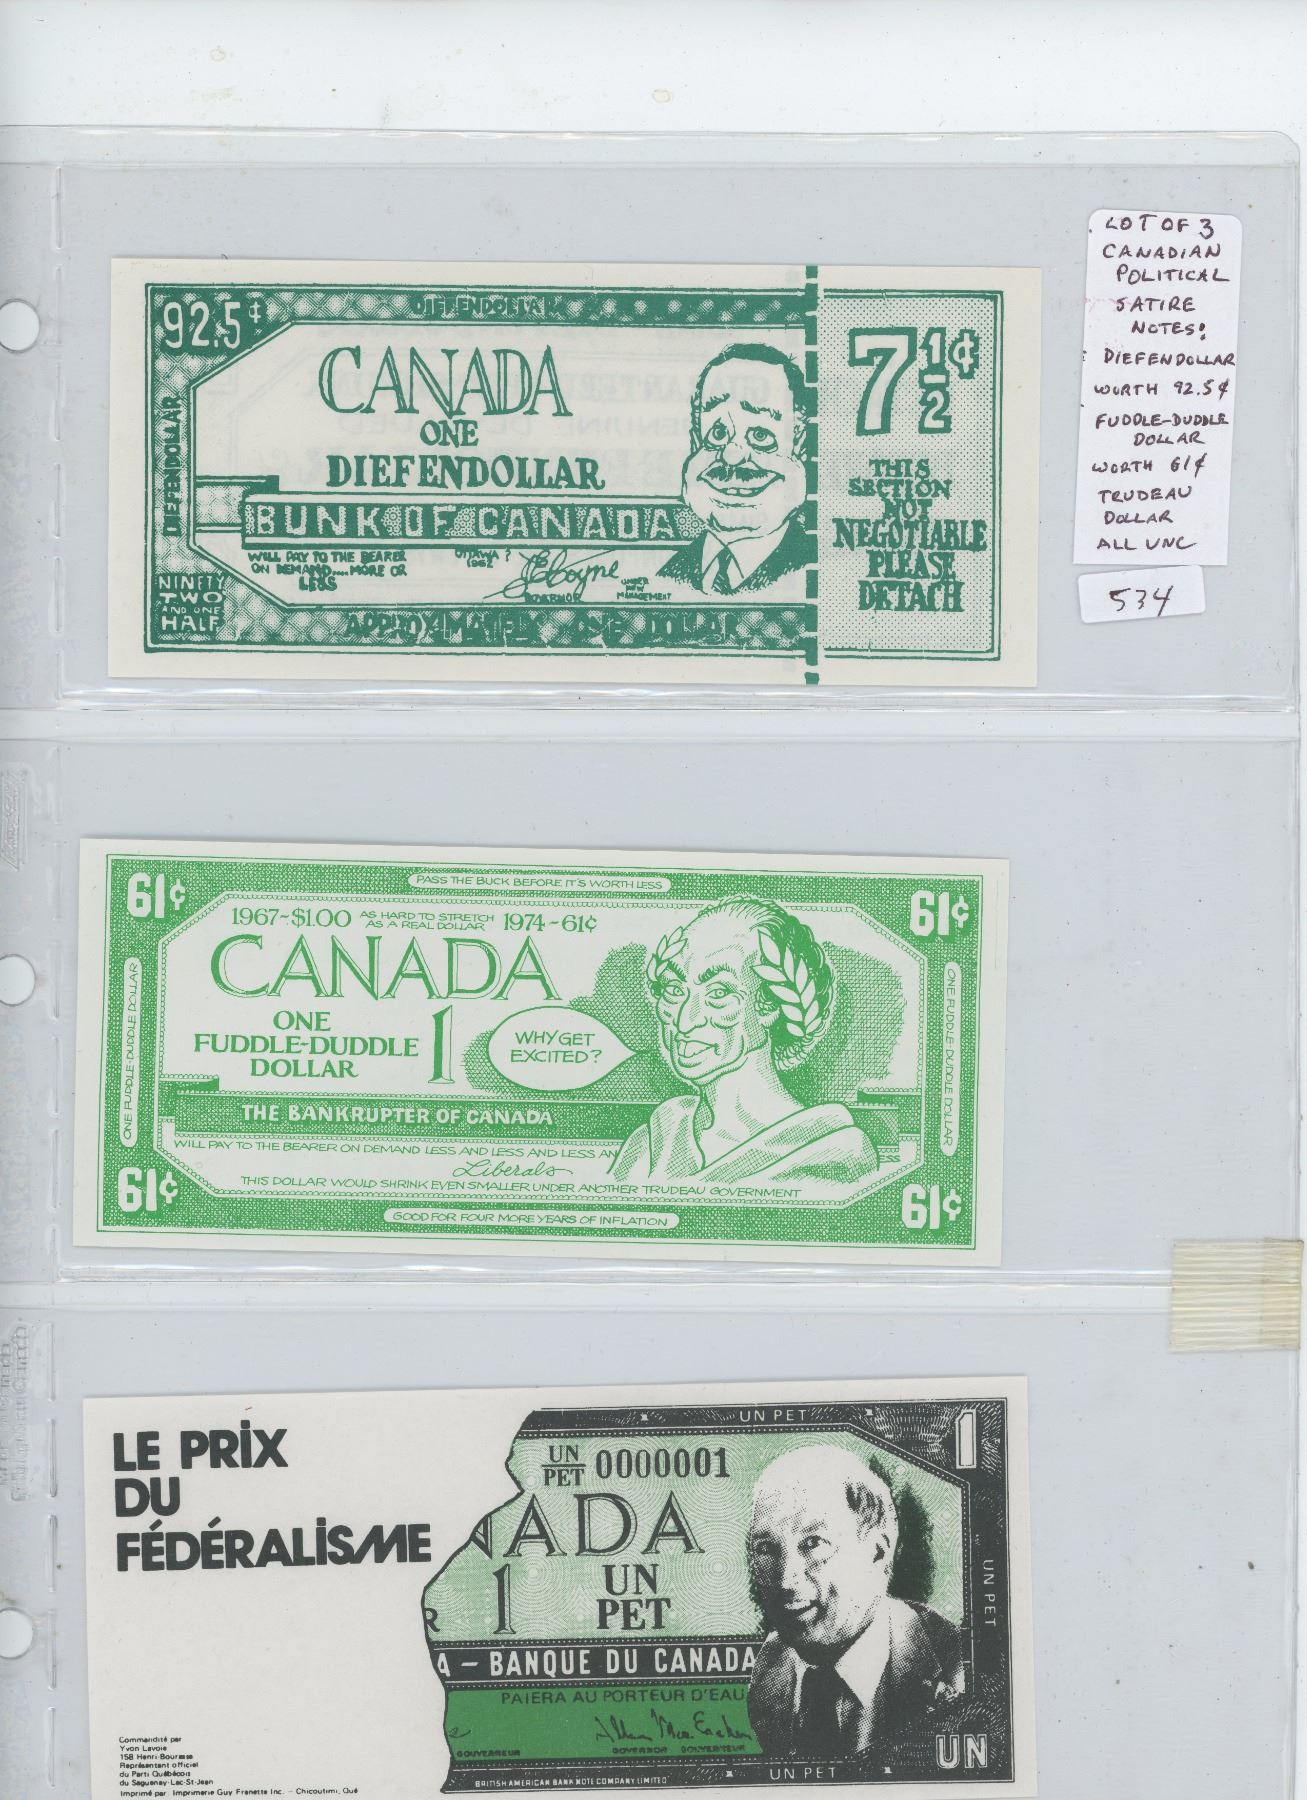 LOT OF 3
CANADIAN
POLITICAL
SATIRE
NOTES:
DIEFENDOLLAR
WORTH 92.5¢
FUDDLE-DUDDLE
DOLLAR
WORTH 61¢
TRUDEAU
DOLLAR
ALL UNC
534
92.5¢
DIEFENDOLLAR
DIEFENDOLLAR
CANADA
ONE
DIEFENDOLLAR
BUNK OF CANADA
WILL PAY TO THE BEARER
ON DEMAND....MORE OR
LESS
OTTAWA?
1962
JECoyne
GOVERNOR
UNDER
NEW
MANAGEMENT
NINETY
TWO
AND ONE
HALF
APPROXIMATELY ONE DOLLAR
7 1/2 ¢
THIS
SECTION
NOT
NEGOTIABLE
PLEASE
DETACH
61¢
PASS THE BUCK BEFORE IT'S WORTH LESS
61¢
1967-$1.00 AS HARD TO STRETCH AS A REAL DOLLAR 1974-61¢
CANADA
ONE
FUDDLE-DUDDLE
DOLLAR
1
WHY GET
EXCITED?
ONE FUDDLE-DUDDLE DOLLAR
ONE FUDDLE-DUDDLE DOLLAR
THE BANKRUPTER OF CANADA
WILL PAY TO THE BEARER ON DEMAND LESS AND LESS AND LESS AN
ESS
Liberals
THIS DOLLAR WOULD SHRINK EVEN SMALLER UNDER ANOTHER TRUDEAU GOVERNMENT
61¢
GOOD FOR FOUR MORE YEARS OF INFLATION
61¢
LE PRIX
DU
FÉDÉRALISME
UN PET
1
UN
PET
0000001
NADA
1
UN
PET
UN PET
R
A - BANQUE DU CANADA
PAIERA AU PORTEUR D'EAU
Allan MacEachen
GOUVERNEUR
GOVERNOR GOUVERNEUR
UN
UN PET
BRITISH AMERICAN BANK NOTE COMPANY LIMITED
Commandité par
Yvon Lavoie
158 Henri-Bourassa
Représentant officiel
du Parti Québécois
du Saguenay-Lac-St-Jean
Imprimé par: Imprimerie Guy Frenette Inc. - Chicoutimi, Qué